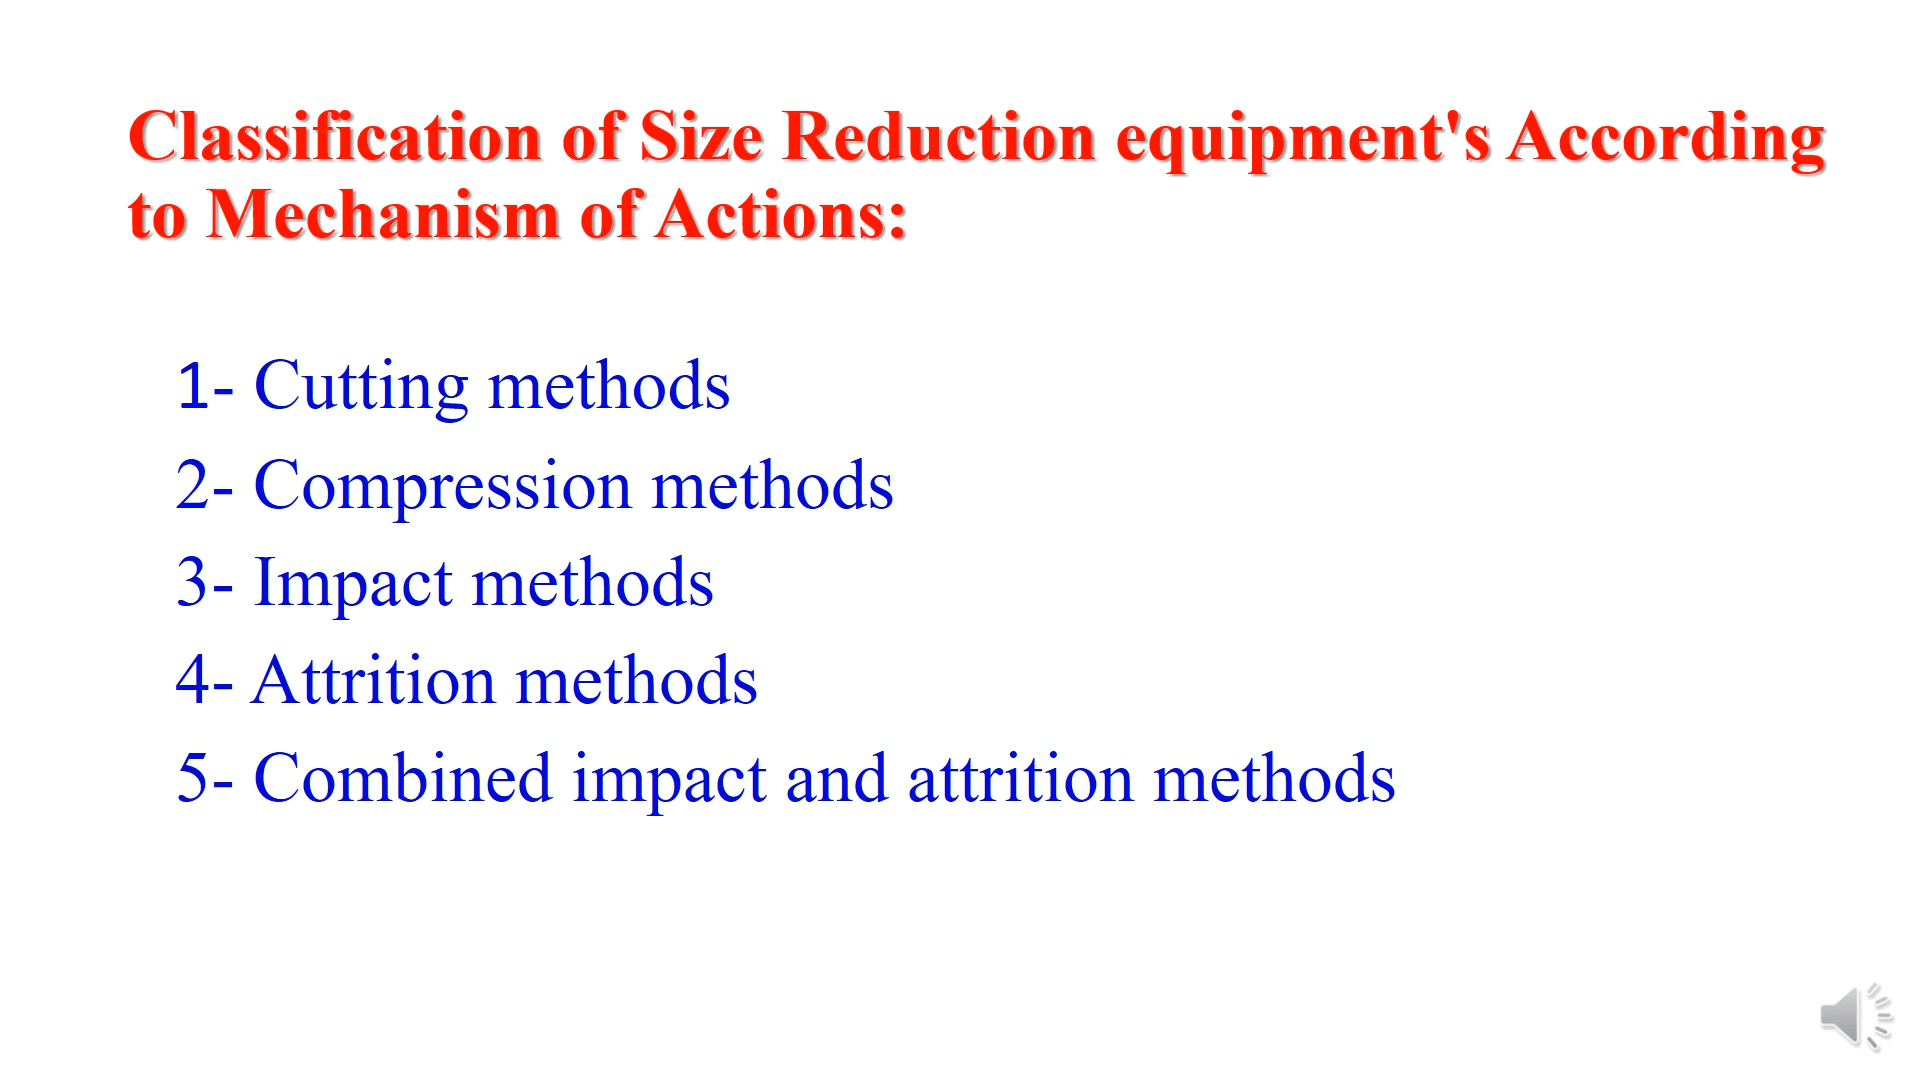 Classification of Size Reduction equipment's According
to Mechanism of Actions:
1- Cutting methods
2- Compression methods
3- Impact methods
4- Attrition methods
5- Combined impact and attrition methods